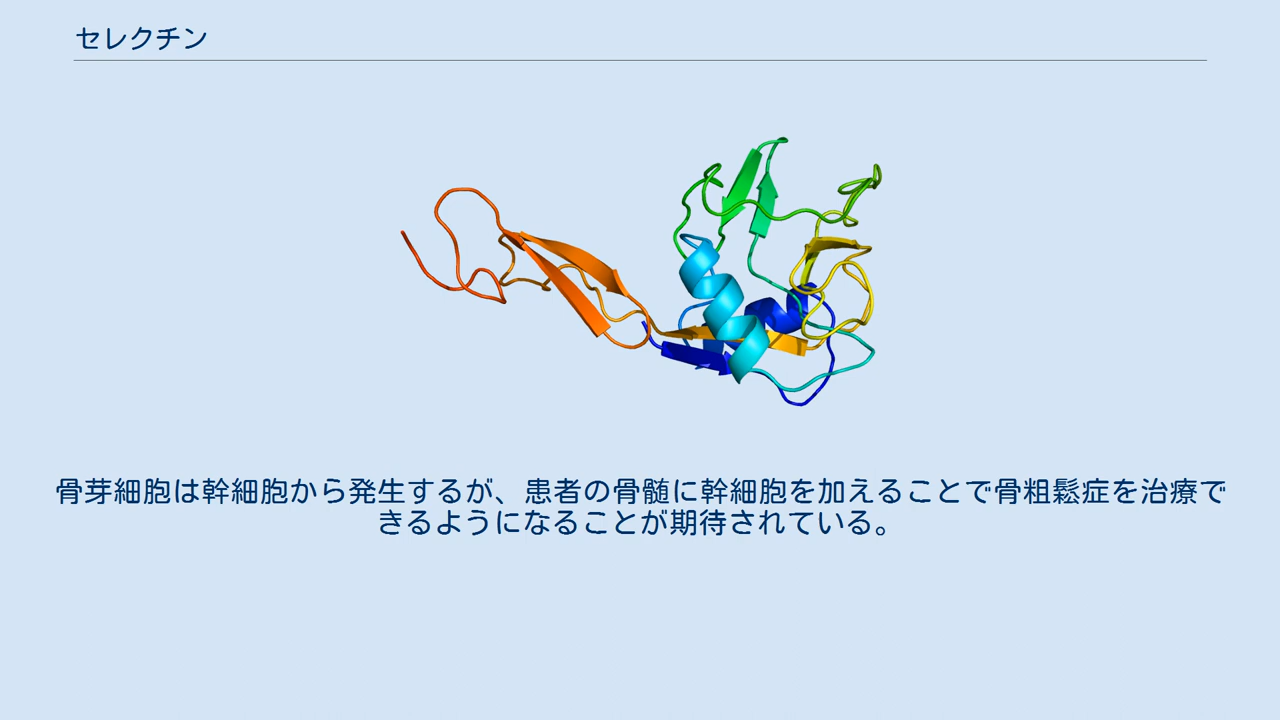 セレクチン
骨芽細胞は幹細胞から発生するが、患者の骨髄に幹細胞を加えることで骨粗鬆症を治療で
きるようになることが期待されている。